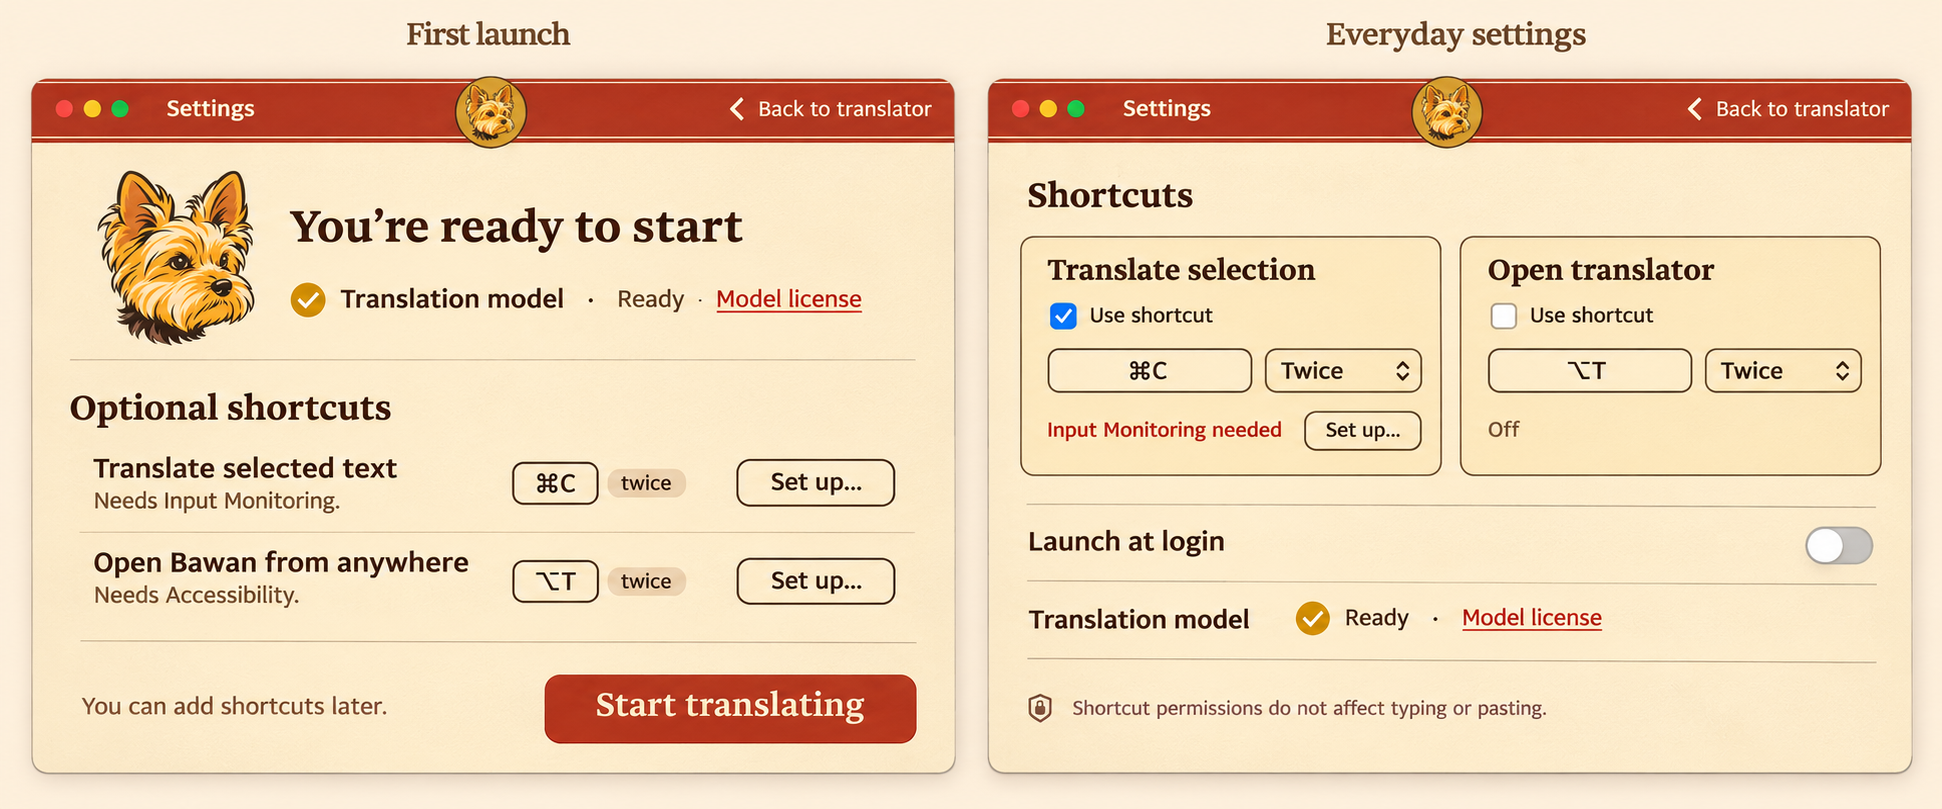 First launch
Settings
Back to translator
You’re ready to start
Translation model · Ready · Model license
Optional shortcuts
Translate selected text
Needs Input Monitoring.
⌘C twice Set up...
Open Bawan from anywhere
Needs Accessibility.
⌥T twice Set up...
You can add shortcuts later.
Start translating
Everyday settings
Settings
Back to translator
Shortcuts
Translate selection
Use shortcut
⌘C Twice
Input Monitoring needed Set up...
Open translator
Use shortcut
⌥T Twice
Off
Launch at login
Translation model Ready · Model license
Shortcut permissions do not affect typing or pasting.